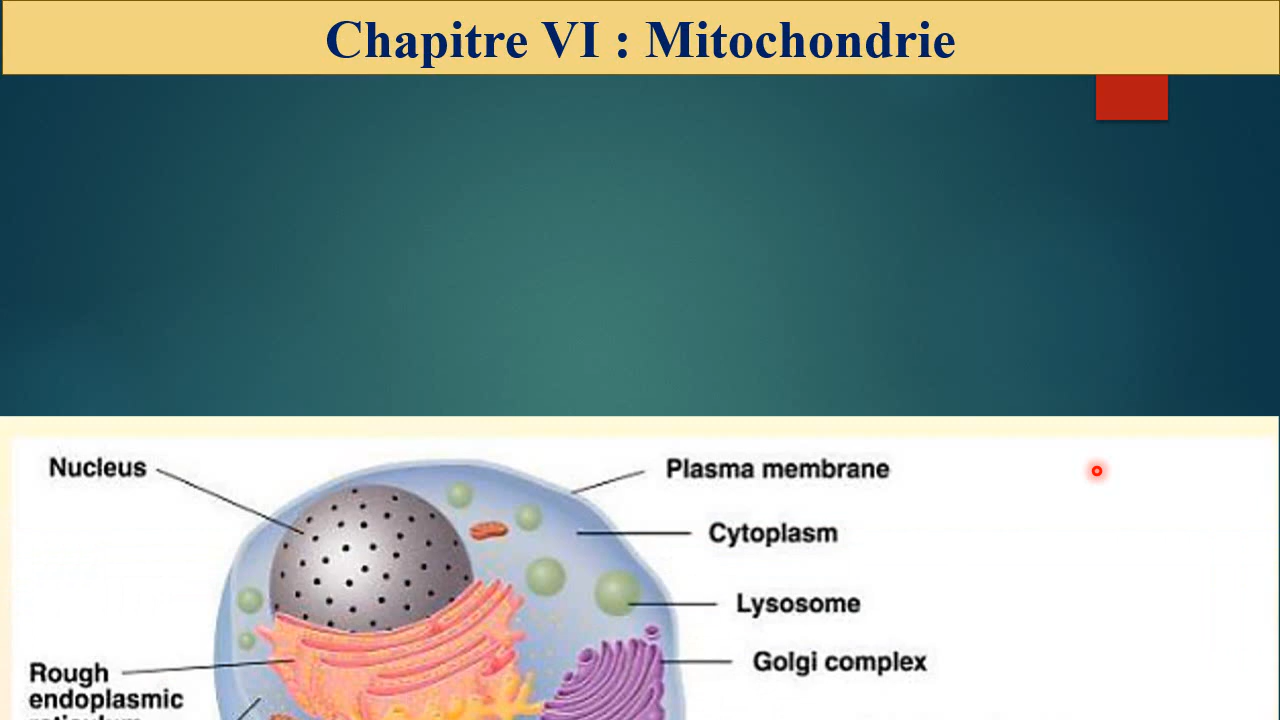 Chapitre VI : Mitochondrie
Nucleus
Plasma membrane
Cytoplasm
Lysosome
Golgi complex
Rough
endoplasmic